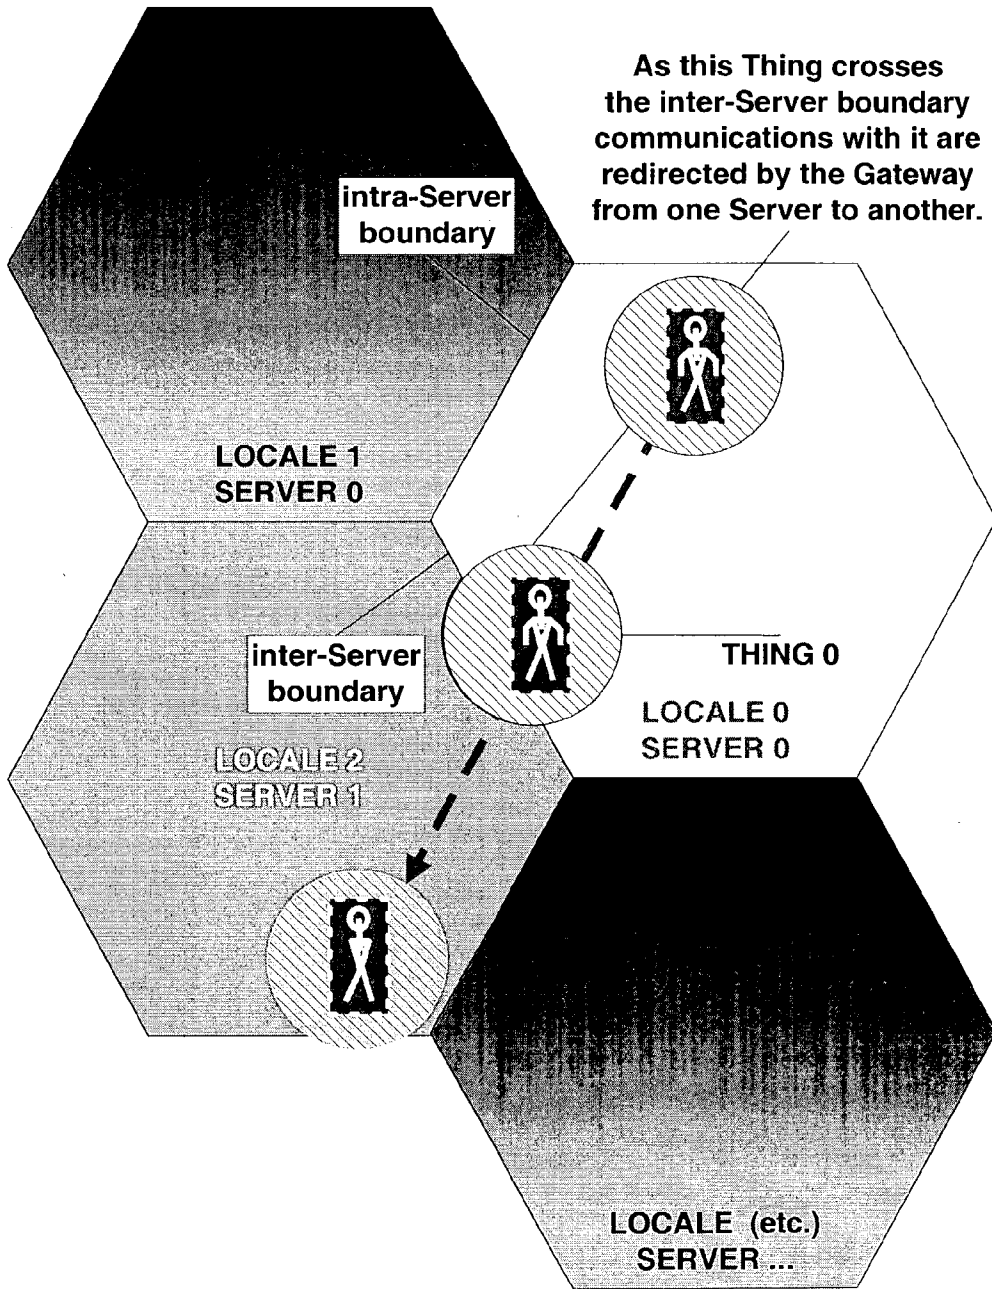 As this Thing crosses
the inter-Server boundary
communications with it are
redirected by the Gateway
from one Server to another.
intra-Server
boundary
LOCALE 1
SERVER 0
inter-Server
boundary
THING 0
LOCALE 0
SERVER 0
LOCALE 2
SERVER 1
LOCALE (etc.)
SERVER ...